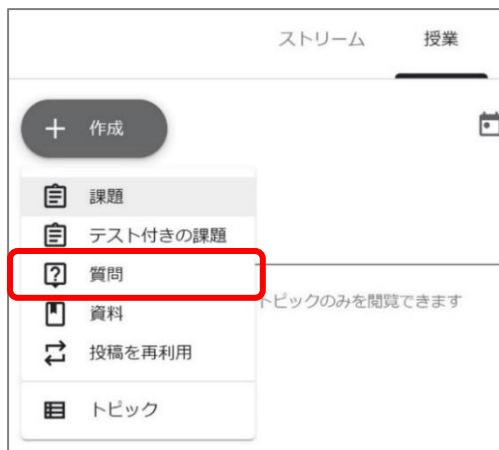 ストリーム 授業
作成
課題
テスト付きの課題
質問
トピックのみを閲覧できます
資料
投稿を再利用
トピック